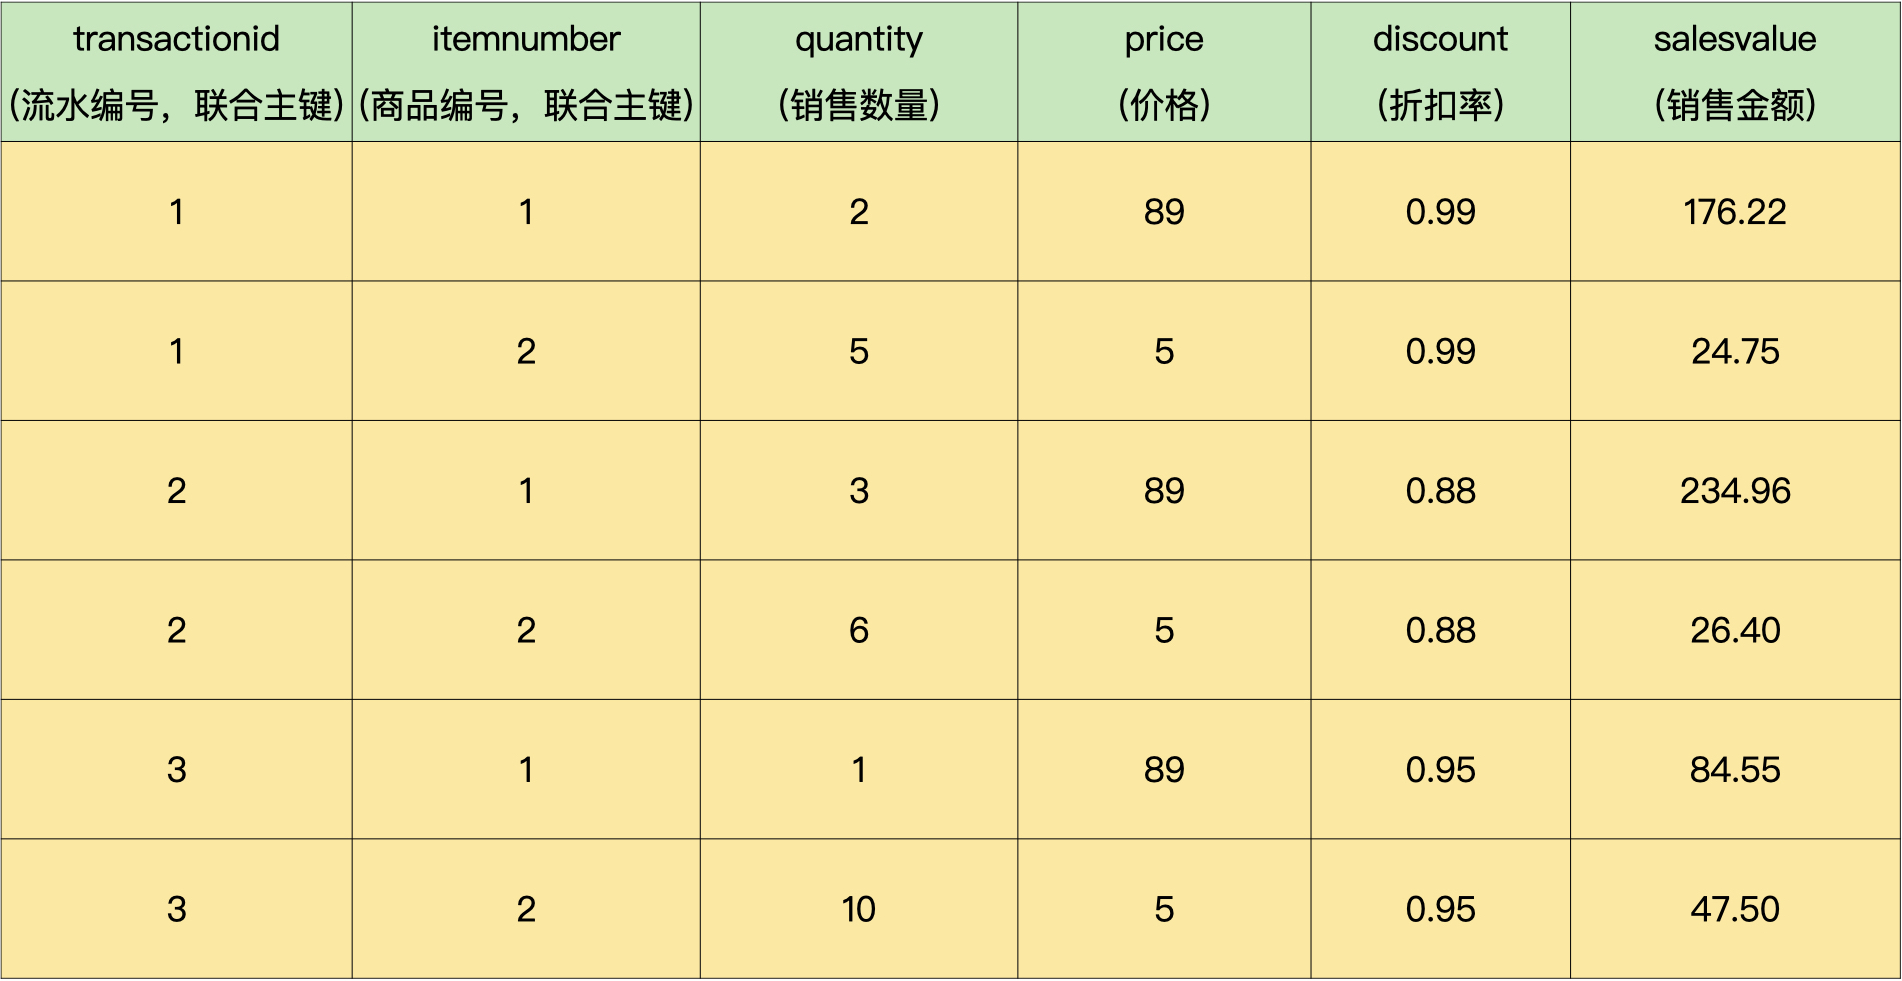 transactionid itemnumber quantity price discount salesvalue
(流水编号，联合主键) (商品编号，联合主键) (销售数量) (价格) (折扣率) (销售金额)
1 1 2 89 0.99 176.22
1 2 5 5 0.99 24.75
2 1 3 89 0.88 234.96
2 2 6 5 0.88 26.40
3 1 1 89 0.95 84.55
3 2 10 5 0.95 47.50